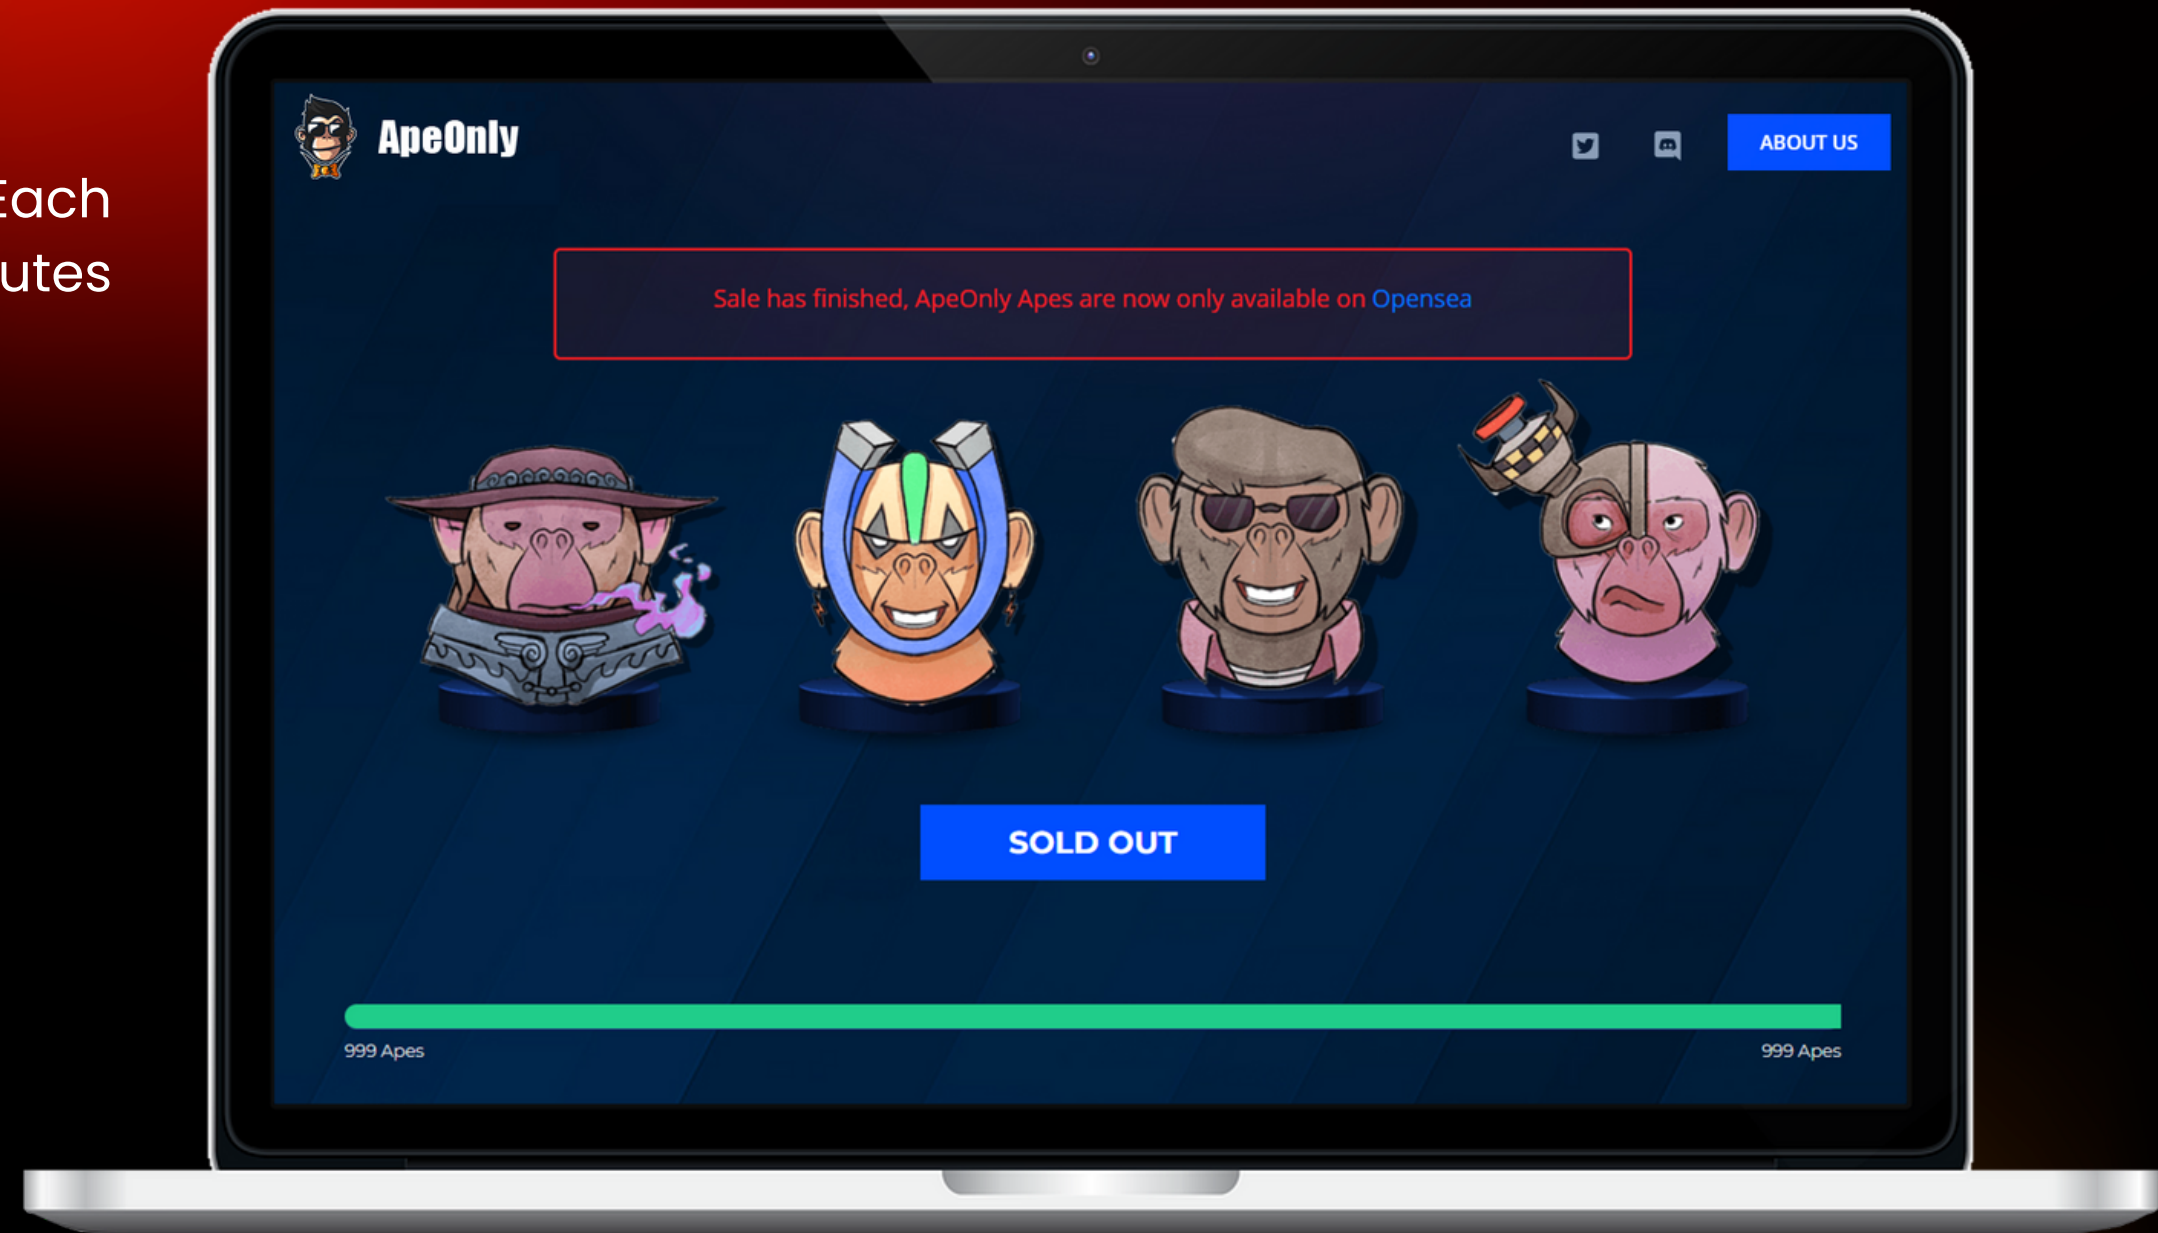 Each
utes
ApeOnly
ABOUT US
Sale has finished, ApeOnly Apes are now only available on Opensea
SOLD OUT
999 Apes
999 Apes